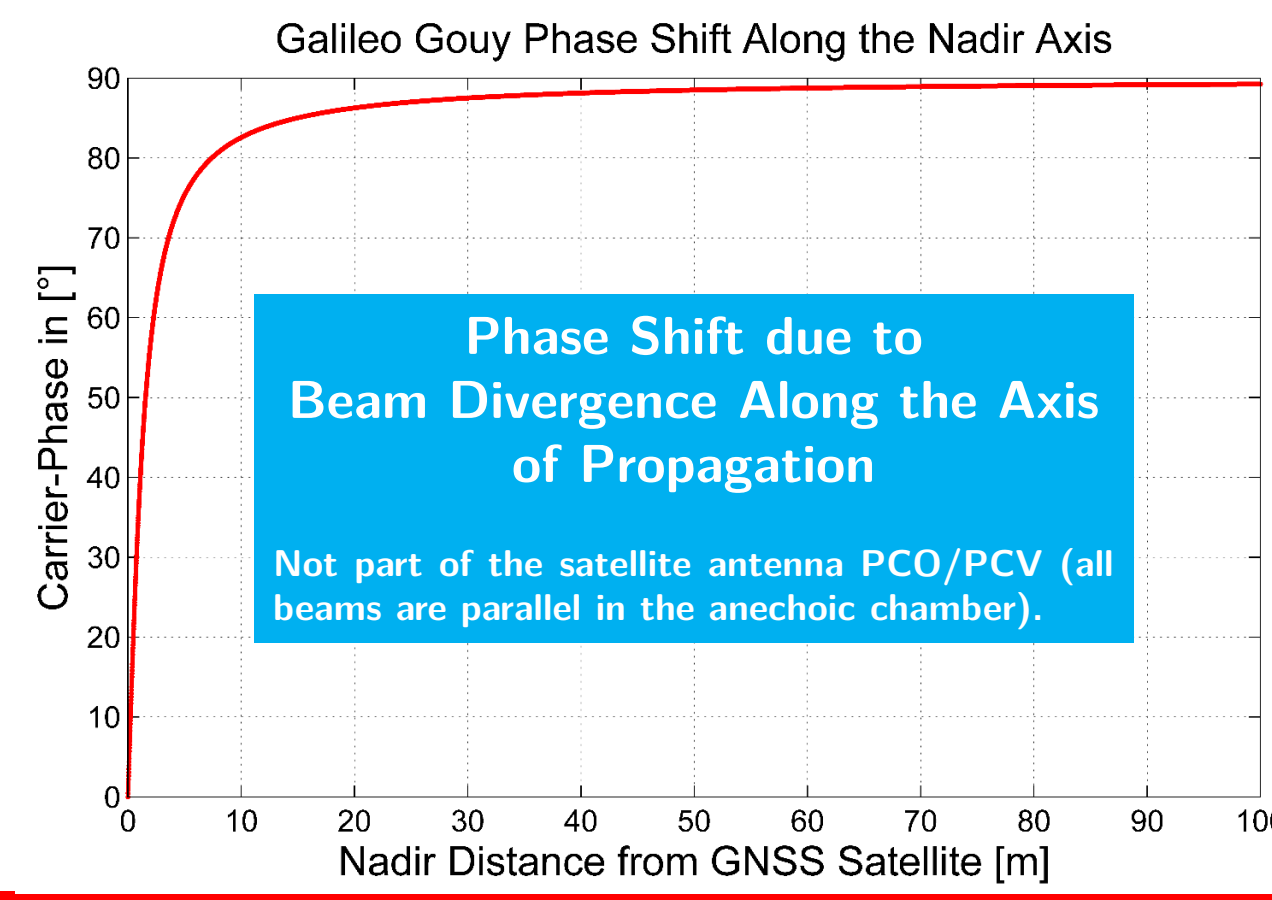 Galileo Gouy Phase Shift Along the Nadir Axis
Carrier-Phase in [°]
90
80
70
60
50
40
30
20
10
0
Phase Shift due to
Beam Divergence Along the Axis
of Propagation
Not part of the satellite antenna PCO/PCV (all
beams are parallel in the anechoic chamber).
0 10 20 30 40 50 60 70 80 90 100
Nadir Distance from GNSS Satellite [m]